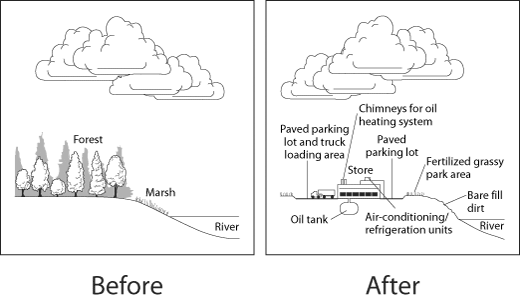 Forest
Marsh
River
Before
Chimneys for oil
heating system
Paved parking
lot and truck
loading area
Paved
parking lot
Store
Fertilized grassy
park area
Bare fill
dirt
Oil tank
Air-conditioning/
refrigeration units
River
After